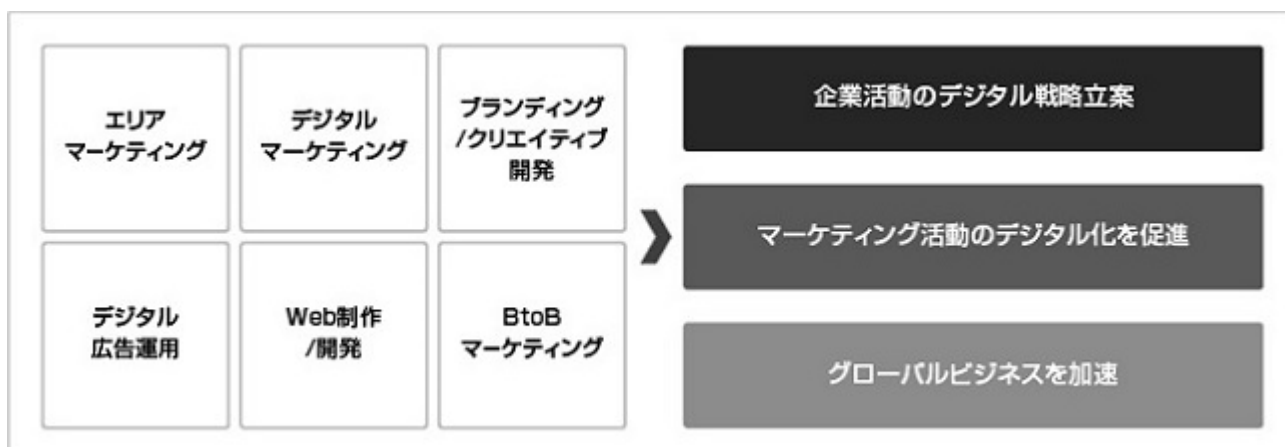 エリア
マーケティング
デジタル
マーケティング
ブランディング
/クリエイティブ
開発
デジタル
広告運用
Web制作
/開発
BtoB
マーケティング
企業活動のデジタル戦略立案
マーケティング活動のデジタル化を促進
グローバルビジネスを加速